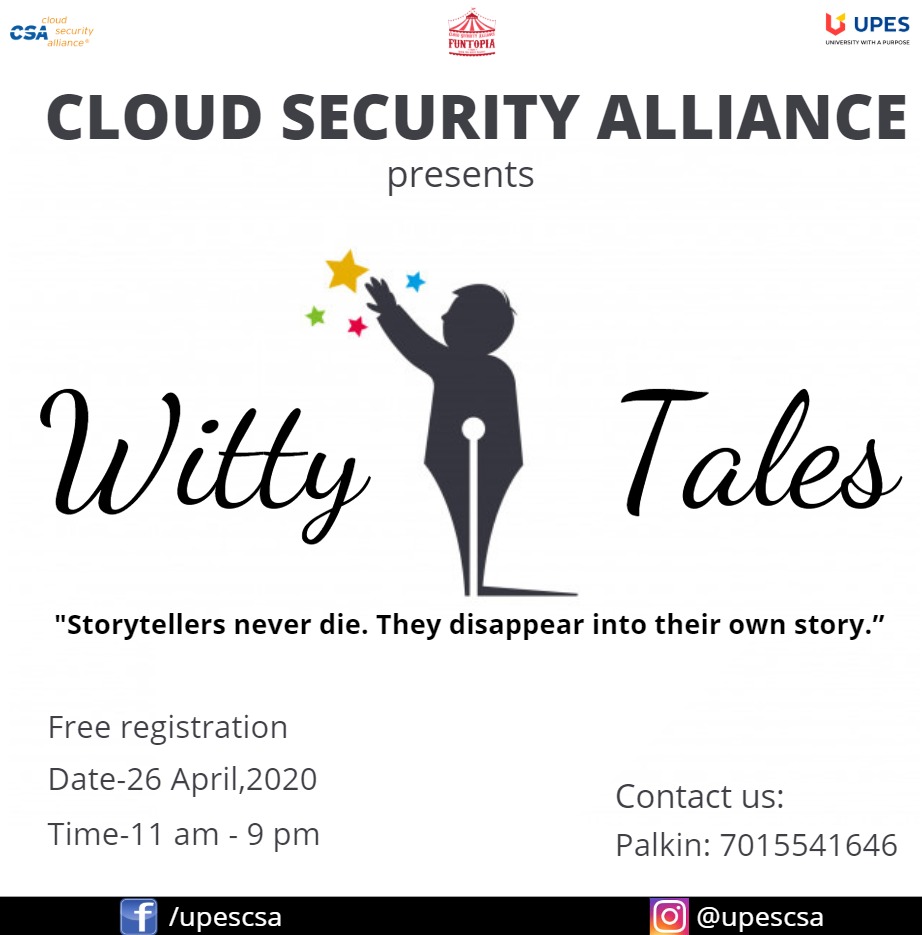 CSA cloud
security
alliance®
FUNTOPIA
UPES
UNIVERSITY WITH A PURPOSE
CLOUD SECURITY ALLIANCE
presents
Witty Tales
"Storytellers never die. They disappear into their own story.”
Free registration
Date-26 April,2020
Time-11 am - 9 pm
Contact us:
Palkin: 7015541646
/upescsa
@upescsa